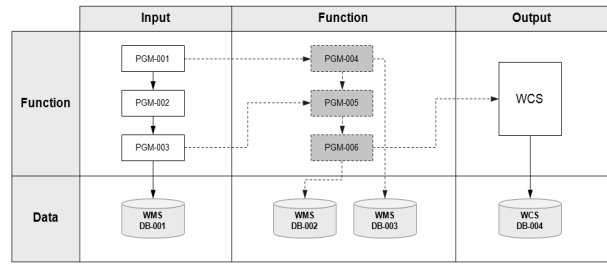 Input
Function
Output
Function
PGM-001
PGM-002
PGM-003
PGM-004
PGM-005
PGM-006
WCS
Data
WMS
DB-001
WMS
DB-002
WMS
DB-003
WCS
DB-004